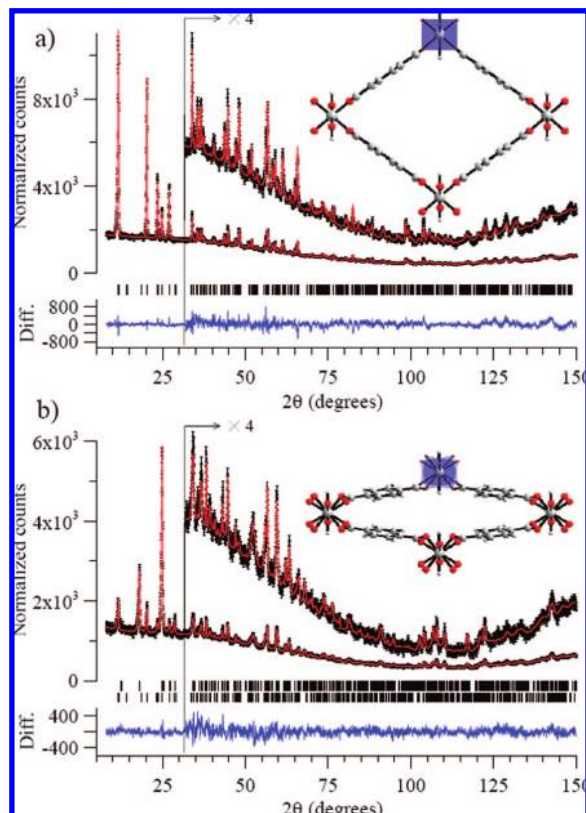 a)
× 4
Normalized counts
8x10³
4x10³
0
Diff.
800
0
-800
25
50
75
100
125
150
2θ (degrees)
b)
× 4
Normalized counts
6x10³
4x10³
2x10³
0
Diff.
400
-400
25
50
75
100
125
150
2θ (degrees)